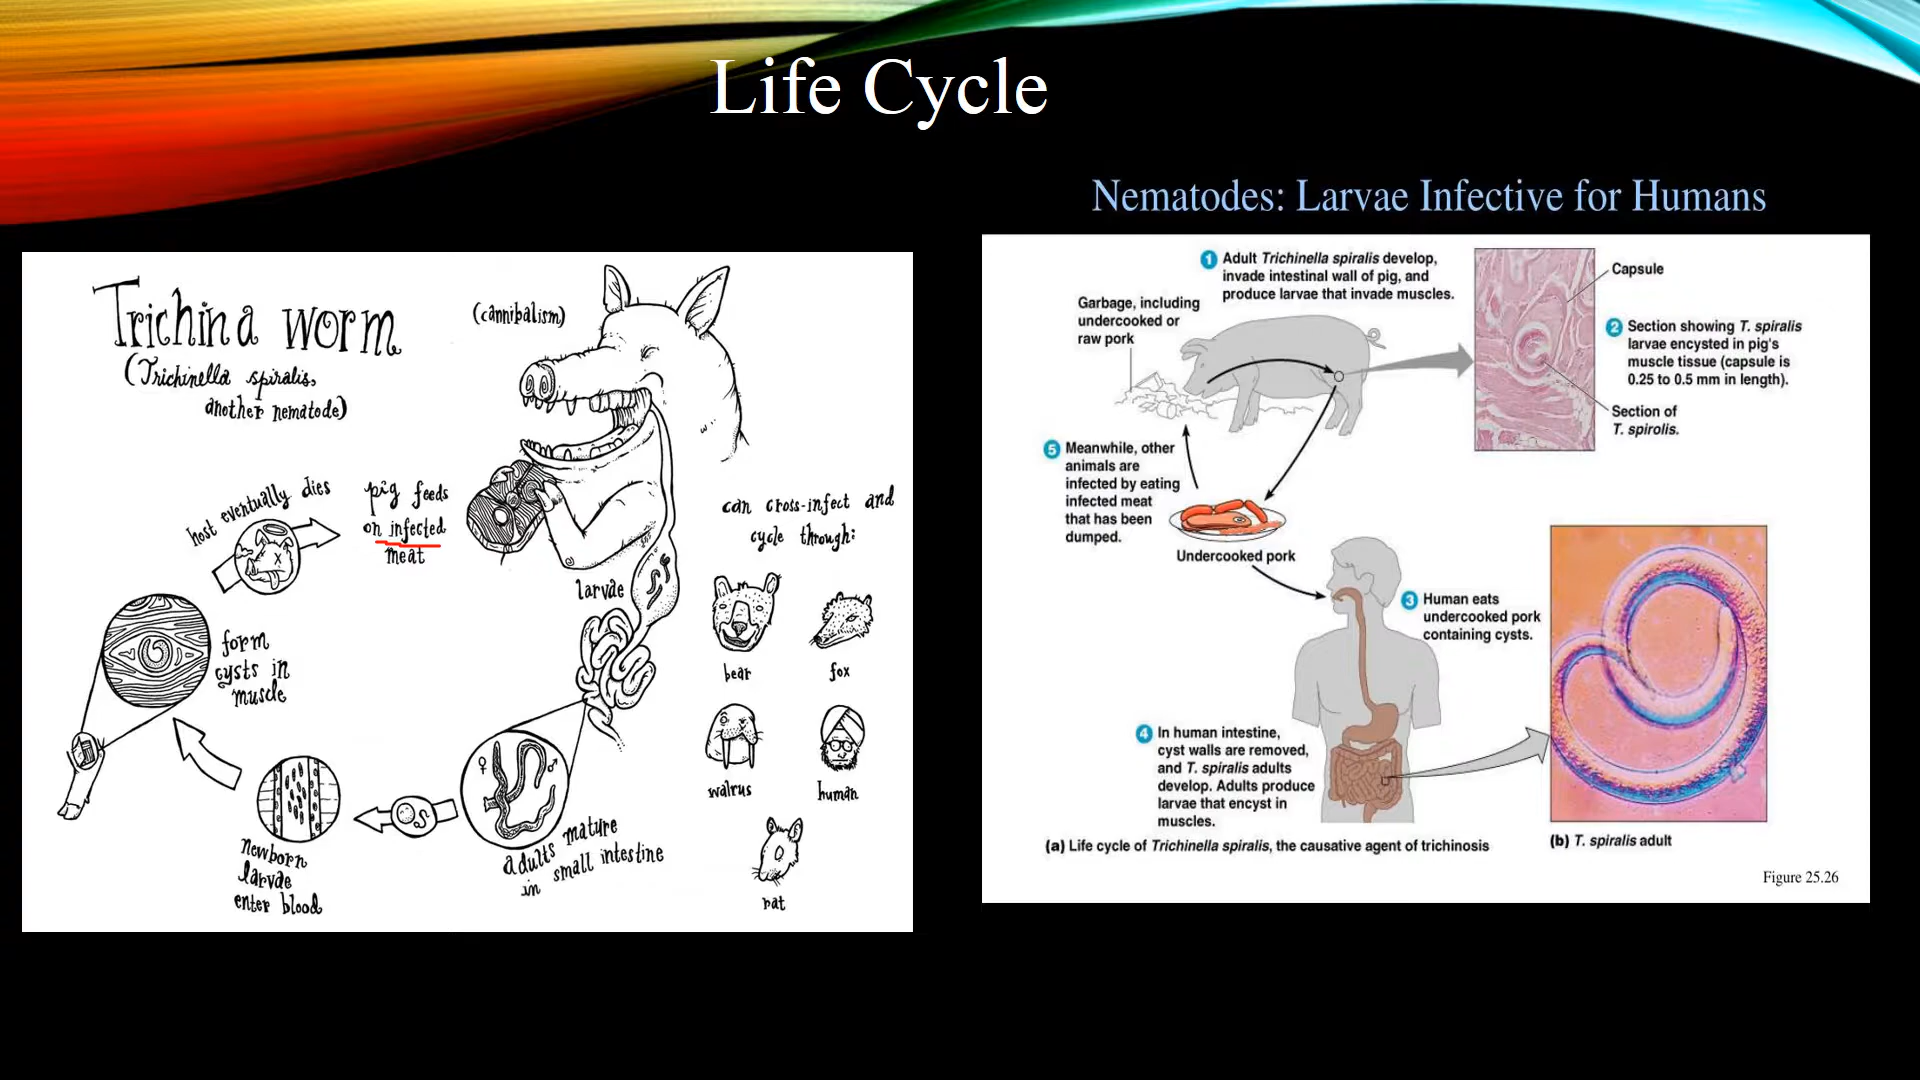 Life Cycle
Trichina worm
(Trichinella spiralis,
another nematode)
(cannibalism)
host eventually dies
pig feeds
on infected
meat
can cross-infect and
cycle through:
larvae
form
cysts in
muscle
bear
fox
walrus
human
newborn
larvae
enter blood
adults mature
in small intestine
rat
Nematodes: Larvae Infective for Humans
1 Adult Trichinella spiralis develop,
invade intestinal wall of pig, and
produce larvae that invade muscles.
Garbage, including
undercooked or
raw pork
Capsule
2 Section showing T. spiralis
larvae encysted in pig's
muscle tissue (capsule is
0.25 to 0.5 mm in length).
Section of
T. spirolis.
5 Meanwhile, other
animals are
infected by eating
infected meat
that has been
dumped.
Undercooked pork
3 Human eats
undercooked pork
containing cysts.
4 In human intestine,
cyst walls are removed,
and T. spiralis adults
develop. Adults produce
larvae that encyst in
muscles.
(a) Life cycle of Trichinella spiralis, the causative agent of trichinosis
(b) T. spiralis adult
Figure 25.26